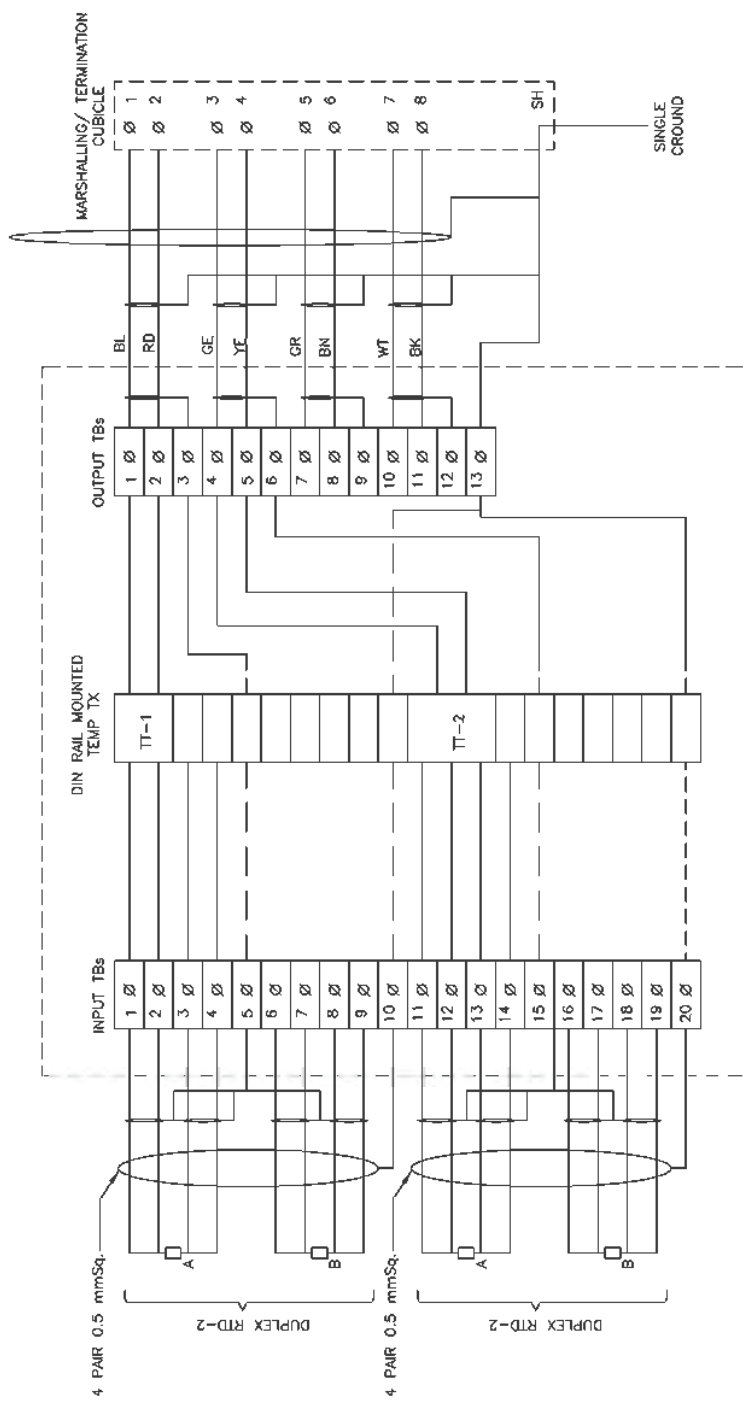 MARSHALLING/ TERMINATION
CUBICLE
1 Ø
2 Ø
3 Ø
4 Ø
5 Ø
6 Ø
7 Ø
8 Ø
SH
SINGLE
CROUND
BL
RD
GE
YE
GR
BN
WT
BK
OUTPUT TBs
1 Ø
2 Ø
3 Ø
4 Ø
5 Ø
6 Ø
7 Ø
8 Ø
9 Ø
10 Ø
11 Ø
12 Ø
13 Ø
DIN RAIL MOUNTED
TEMP TX
TT-1
TT-2
INPUT TBs
1 Ø
2 Ø
3 Ø
4 Ø
5 Ø
6 Ø
7 Ø
8 Ø
9 Ø
10 Ø
11 Ø
12 Ø
13 Ø
14 Ø
15 Ø
16 Ø
17 Ø
18 Ø
19 Ø
20 Ø
4 PAIR 0.5 mmSq.
A
B
DUPLEX RTD-2
4 PAIR 0.5 mmSq.
A
B
DUPLEX RTD-2